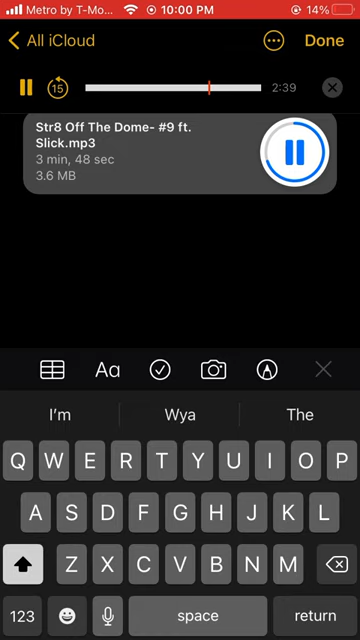 Metro by T-Mo... 10:00 PM 14%
All iCloud Done
15 2:39
Str8 Off The Dome- #9 ft.
Slick.mp3
3 min, 48 sec
3.6 MB
Aa
I'm Wya The
Q W E R T Y U I O P
A S D F G H J K L
Z X C V B N M
123 space return